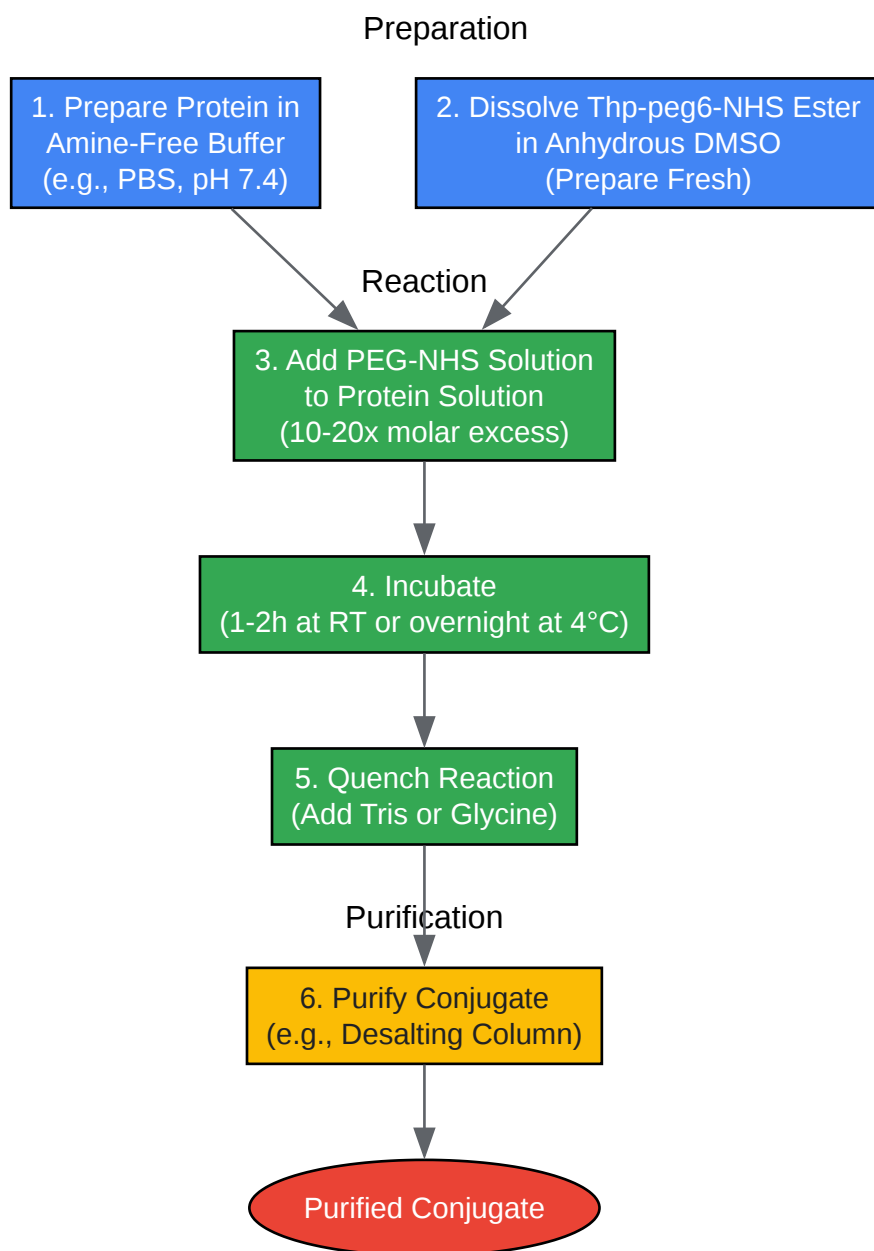 Preparation
1. Prepare Protein in
Amine-Free Buffer
(e.g., PBS, pH 7.4)
2. Dissolve Thp-peg6-NHS Ester
in Anhydrous DMSO
(Prepare Fresh)
Reaction
3. Add PEG-NHS Solution
to Protein Solution
(10-20x molar excess)
4. Incubate
(1-2h at RT or overnight at 4°C)
5. Quench Reaction
(Add Tris or Glycine)
Purification
6. Purify Conjugate
(e.g., Desalting Column)
Purified Conjugate